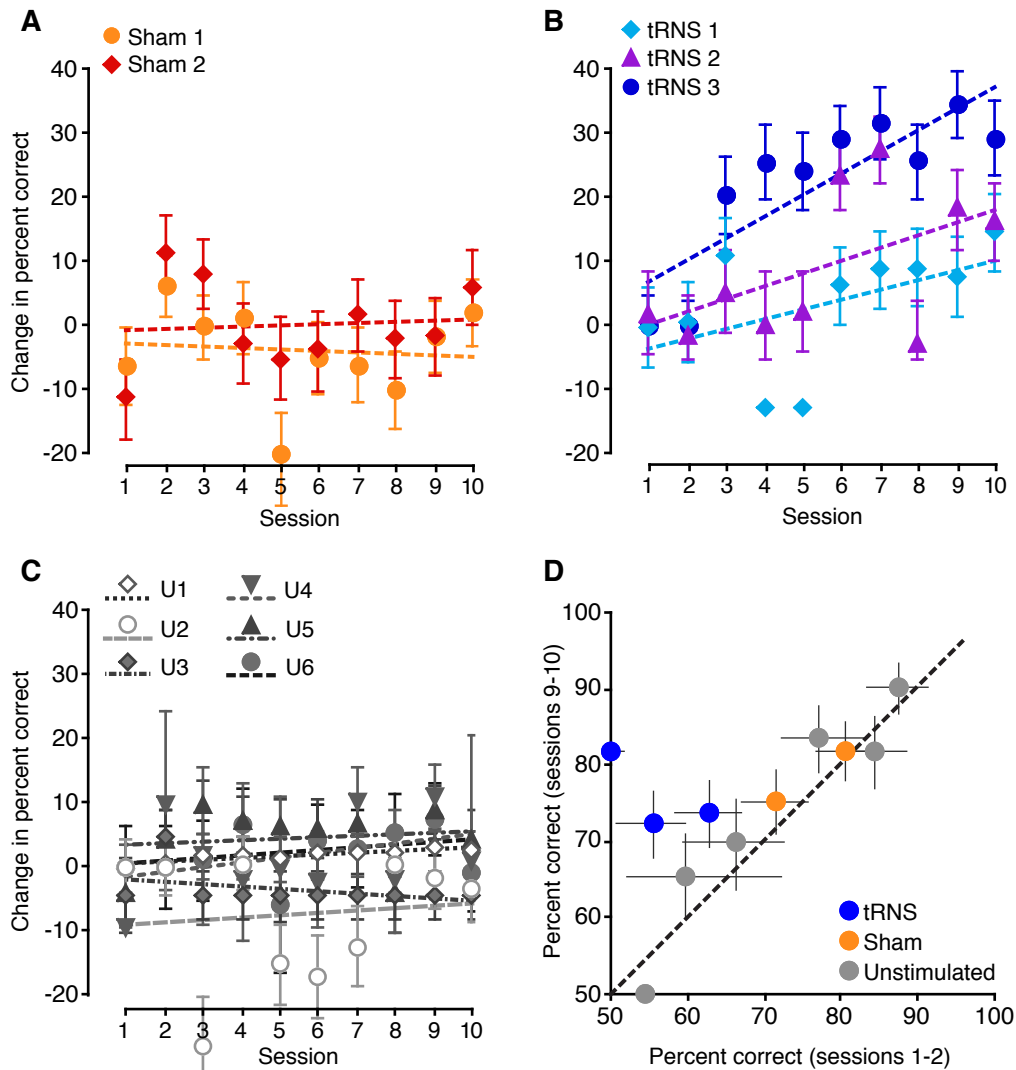 A
Sham 1
Sham 2
Change in percent correct
40
30
20
10
0
-10
-20
1 2 3 4 5 6 7 8 9 10
Session
B
tRNS 1
tRNS 2
tRNS 3
40
30
20
10
0
-10
-20
1 2 3 4 5 6 7 8 9 10
Session
C
U1 U4
U2 U5
U3 U6
Change in percent correct
40
30
20
10
0
-10
-20
1 2 3 4 5 6 7 8 9 10
Session
D
Percent correct (sessions 9-10)
100
90
80
70
60
50
tRNS
Sham
Unstimulated
50 60 70 80 90 100
Percent correct (sessions 1-2)